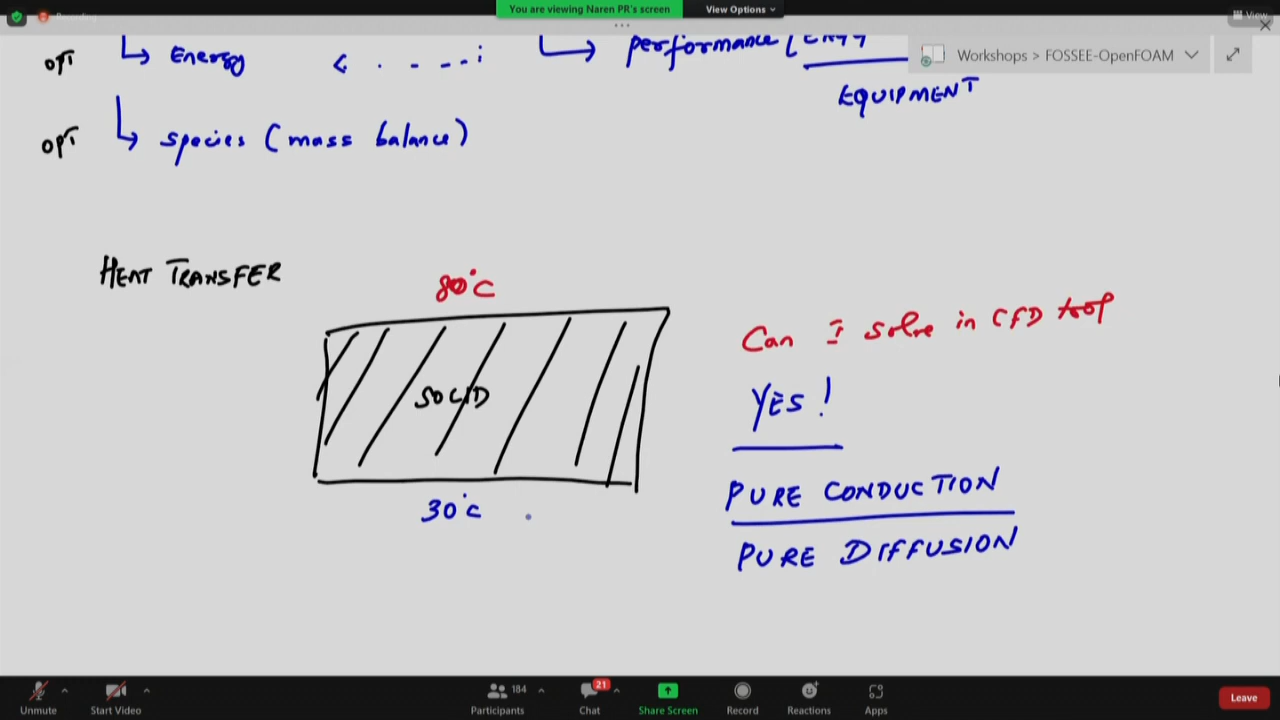 You are viewing Naren PR's screen
View Options
View
Recording
Workshops > FOSSEE-OpenFOAM
OPT Energy
performance
EQUIPMENT
OPT species (mass balance)
HEAT TRANSFER
80°C
SOLID
30°C
Can I solve in CFD tool
YES!
PURE CONDUCTION
PURE DIFFUSION
Unmute
Start Video
184
Participants
21
Chat
Share Screen
Record
Reactions
Apps
Leave